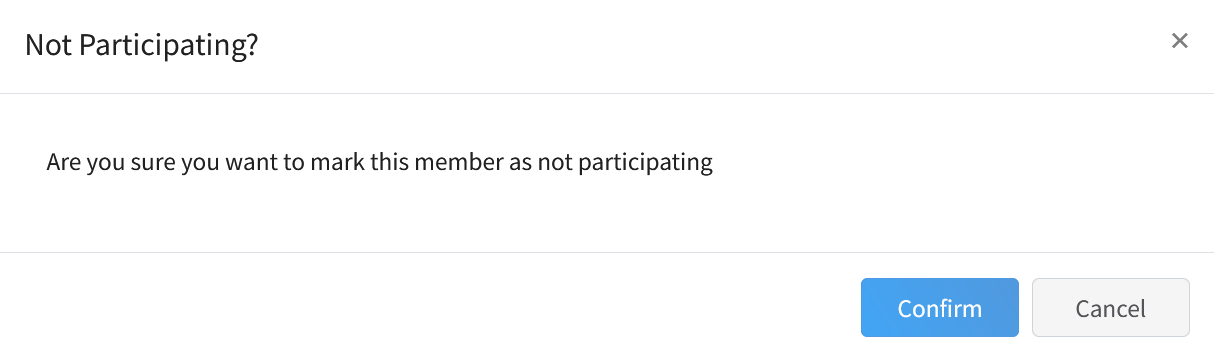 Not Participating?
Are you sure you want to mark this member as not participating
Confirm
Cancel